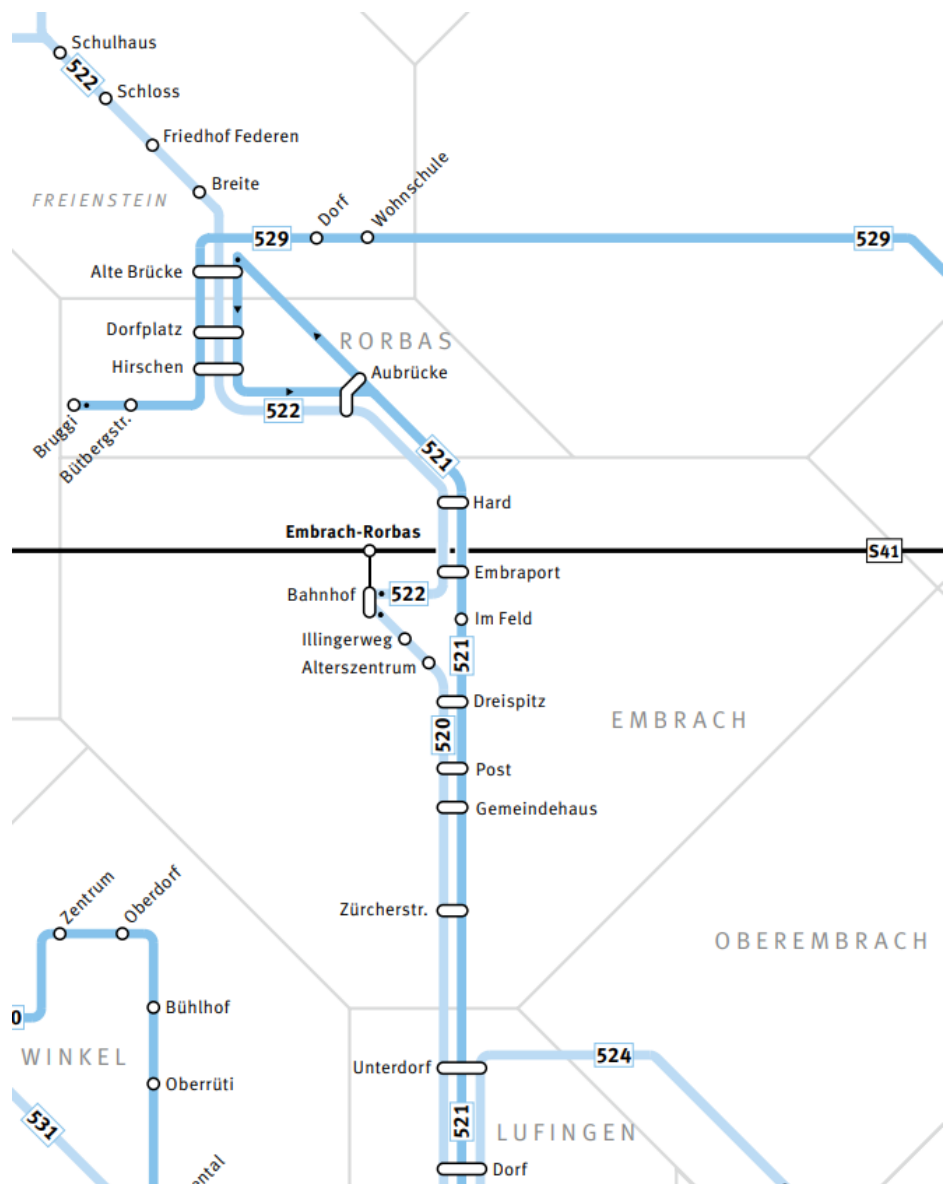 Schulhaus
522
Schloss
Friedhof Federen
Breite
FREIENSTEIN
Dorf
Wohnschule
529
529
Alte Brücke
Dorfplatz
RORBAS
Hirschen
Aubrücke
522
Bruggi
Bütbergstr.
521
Hard
Embrach-Rorbas
S41
Embraport
Bahnhof
522
Im Feld
Illingerweg
521
Alterszentrum
Dreispitz
EMBRACH
520
Post
Gemeindehaus
Zentrum
Oberdorf
Zürcherstr.
OBEREMBRACH
Bühlhof
0
WINKEL
524
Unterdorf
Oberrüti
531
521
LUFINGEN
ental
Dorf